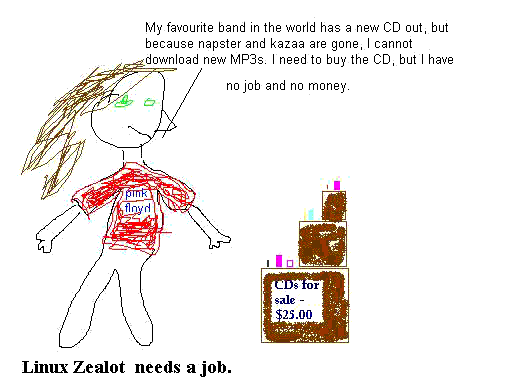 My favourite band in the world has a new CD out, but
because napster and kazaa are gone, I cannot
download new MP3s. I need to buy the CD, but I have
no job and no money.
pink
floyd
CDs for
sale -
$25.00
Linux Zealot needs a job.